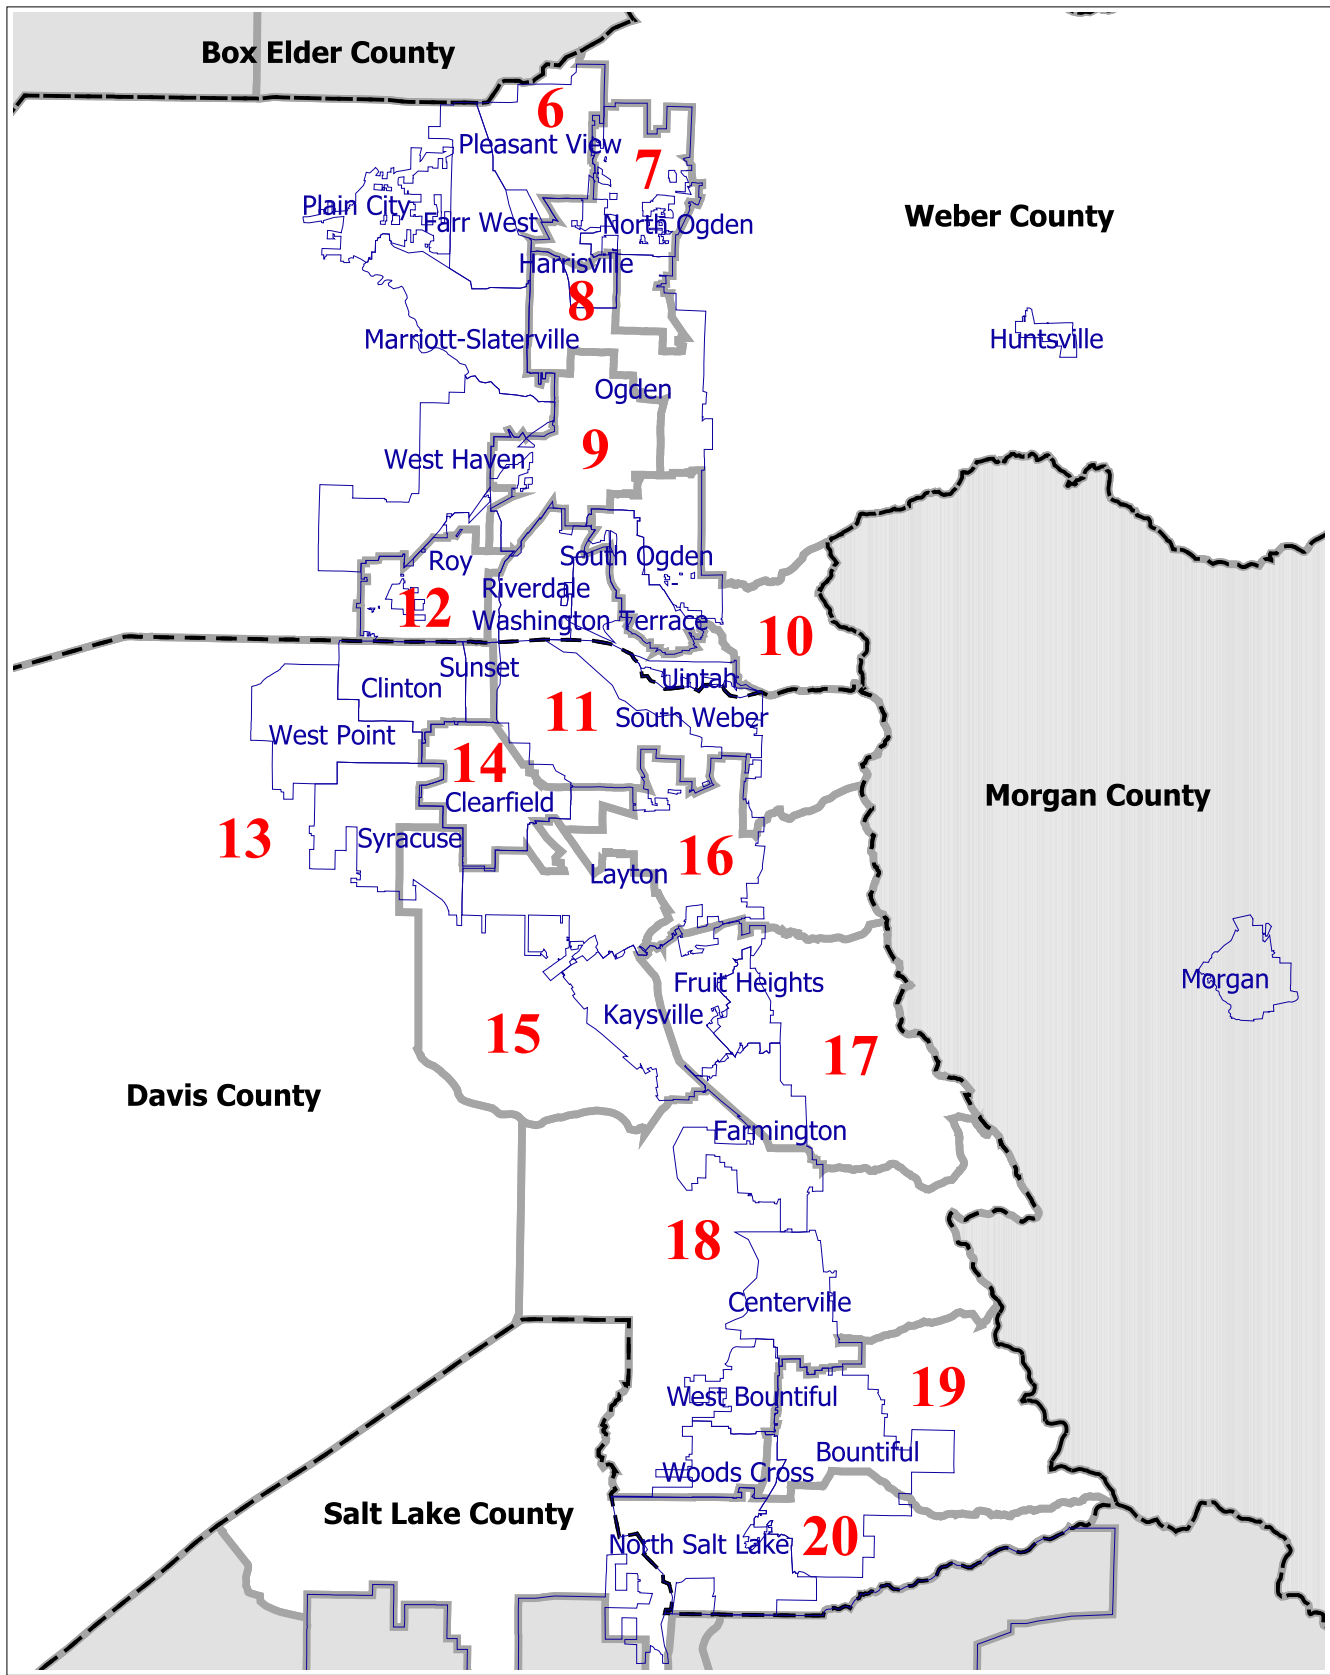 Box Elder County
6
Pleasant View
7
Plain City
Farr West
North Ogden
Weber County
Harrisville
8
Marriott-Slaterville
Huntsville
Ogden
9
West Haven
Roy
South Ogden
Riverdale
12
Washington Terrace
10
Sunset
Uintah
Clinton
11
South Weber
West Point
14
Clearfield
Morgan County
13
Syracuse
16
Layton
Fruit Heights
Morgan
Kaysville
15
17
Davis County
Farmington
18
Centerville
19
West Bountiful
Bountiful
Woods Cross
Salt Lake County
20
North Salt Lake